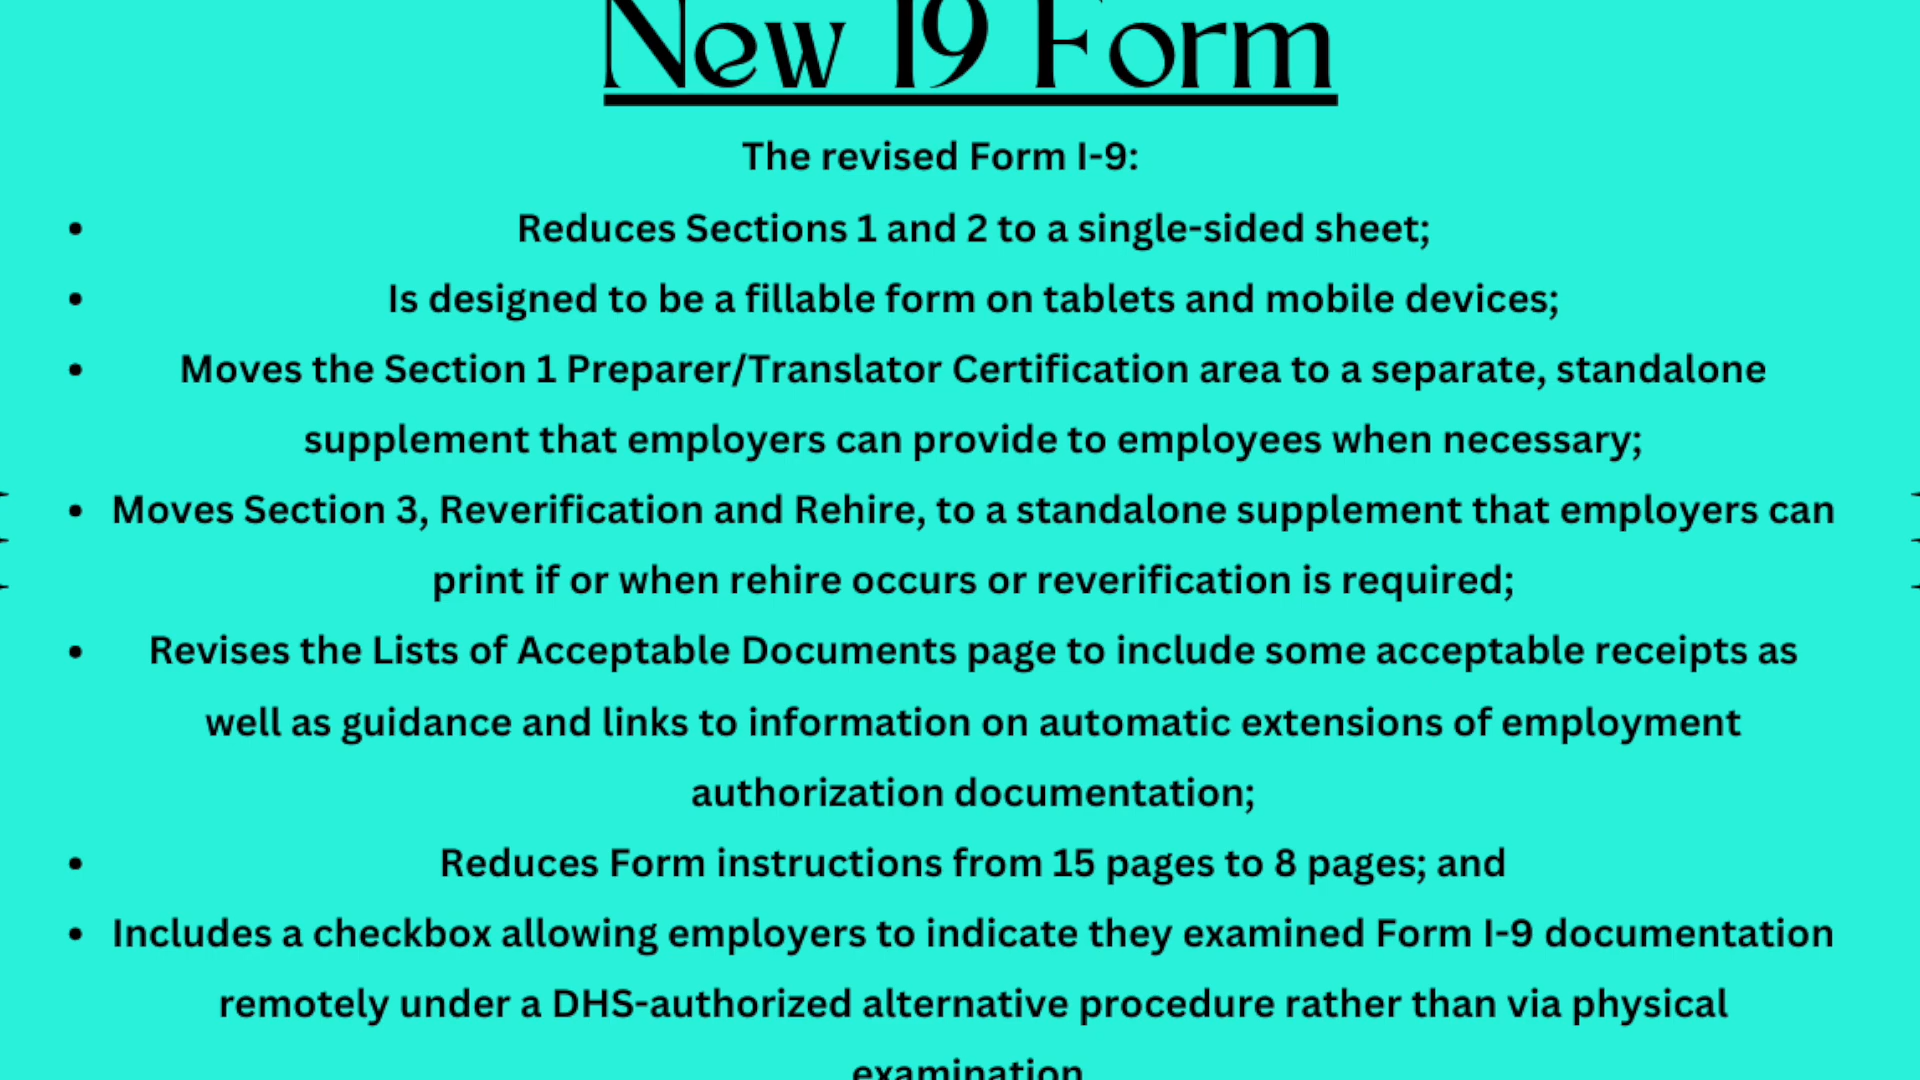 New I9 Form
The revised Form I-9:
• Reduces Sections 1 and 2 to a single-sided sheet;
• Is designed to be a fillable form on tablets and mobile devices;
• Moves the Section 1 Preparer/Translator Certification area to a separate, standalone
supplement that employers can provide to employees when necessary;
• Moves Section 3, Reverification and Rehire, to a standalone supplement that employers can
print if or when rehire occurs or reverification is required;
• Revises the Lists of Acceptable Documents page to include some acceptable receipts as
well as guidance and links to information on automatic extensions of employment
authorization documentation;
• Reduces Form instructions from 15 pages to 8 pages; and
• Includes a checkbox allowing employers to indicate they examined Form I-9 documentation
remotely under a DHS-authorized alternative procedure rather than via physical
examination